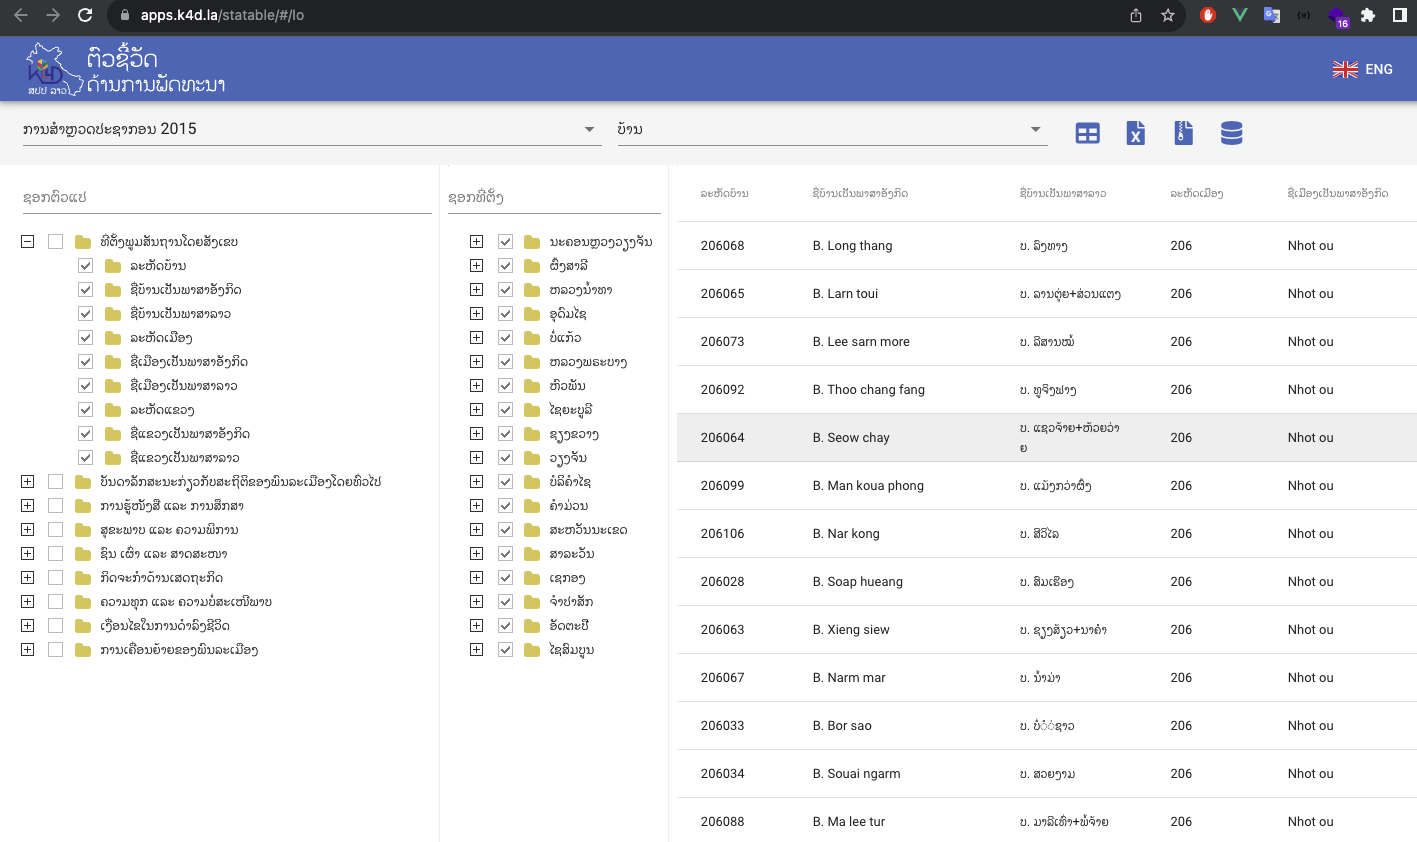 apps.k4d.la/statable/#/lo
16
K4D
ສປປ ລາວ
ຕົວຊີ້ວັດ
ດ້ານການພັດທະນາ
ENG
ການສຳຫຼວດປະຊາກອນ 2015
ບ້ານ
X
ຊອກຕົວແປ
ທີ່ຕັ້ງພູມສັນຖານໂດຍສັງເຂບ
ລະຫັດບ້ານ
ຊື່ບ້ານເປັນພາສາອັງກິດ
ຊື່ບ້ານເປັນພາສາລາວ
ລະຫັດເມືອງ
ຊື່ເມືອງເປັນພາສາອັງກິດ
ຊື່ເມືອງເປັນພາສາລາວ
ລະຫັດແຂວງ
ຊື່ແຂວງເປັນພາສາອັງກິດ
ຊື່ແຂວງເປັນພາສາລາວ
ບັນດາລັກສະນະກ່ຽວກັບສະຖິຕິຂອງພົນລະເມືອງໂດຍທົ່ວໄປ
ການຮູ້ໜັງສື ແລະ ການສຶກສາ
ສຸຂະພາບ ແລະ ຄວາມພິການ
ຊົນ ເຜົ່າ ແລະ ສາດສະໜາ
ກິດຈະກຳດ້ານເສດຖະກິດ
ຄວາມທຸກ ແລະ ຄວາມບໍ່ສະເໜີພາບ
ເງື່ອນໄຂໃນການດຳລົງຊີວິດ
ການເຄື່ອນຍ້າຍຂອງພົນລະເມືອງ
ຊອກທີ່ຕັ້ງ
ນະຄອນຫຼວງວຽງຈັນ
ຜົ້ງສາລີ
ຫລວງນ້ຳທາ
ອຸດົມໄຊ
ບໍ່ແກ້ວ
ຫລວງພຣະບາງ
ຫົວພັນ
ໄຊຍະບູລີ
ຊຽງຂວາງ
ວຽງຈັນ
ບໍລິຄຳໄຊ
ຄຳມ່ວນ
ສະຫວັນນະເຂດ
ສາລະວັນ
ເຊກອງ
ຈຳປາສັກ
ອັດຕະປື
ໄຊສົມບູນ
ລະຫັດບ້ານ ຊື່ບ້ານເປັນພາສາອັງກິດ ຊື່ບ້ານເປັນພາສາລາວ ລະຫັດເມືອງ ຊື່ເມືອງເປັນພາສາອັງກິດ
206068 B. Long thang ບ. ລົງທາງ 206 Nhot ou
206065 B. Larn toui ບ. ລານຕຸ່ຍ+ສ່ວນແຕງ 206 Nhot ou
206073 B. Lee sarn more ບ. ລີສານໝໍ້ 206 Nhot ou
206092 B. Thoo chang fang ບ. ທູຈົງຟາງ 206 Nhot ou
206064 B. Seow chay ບ. ແຊວຈ້າຍ+ຫ້ວຍວ່າ 206 Nhot ou
ຍ
206099 B. Man koua phong ບ. ແມ້ງກວ່າຜົ້ງ 206 Nhot ou
206106 B. Nar kong ບ. ສີວິໄລ 206 Nhot ou
206028 B. Soap hueang ບ. ສົບເຮືອງ 206 Nhot ou
206063 B. Xieng siew ບ. ຊຽງສ້ຽວ+ນາຄຳ 206 Nhot ou
206067 B. Narm mar ບ. ນ້ຳມ່າ 206 Nhot ou
206033 B. Bor sao 206 Nhot ou
206034 B. Souai ngarm ບ. ສວຍງາມ 206 Nhot ou
206088 B. Ma lee tur ບ. ມາລີເທີ່+ພໍ້ຈ້າຍ 206 Nhot ou